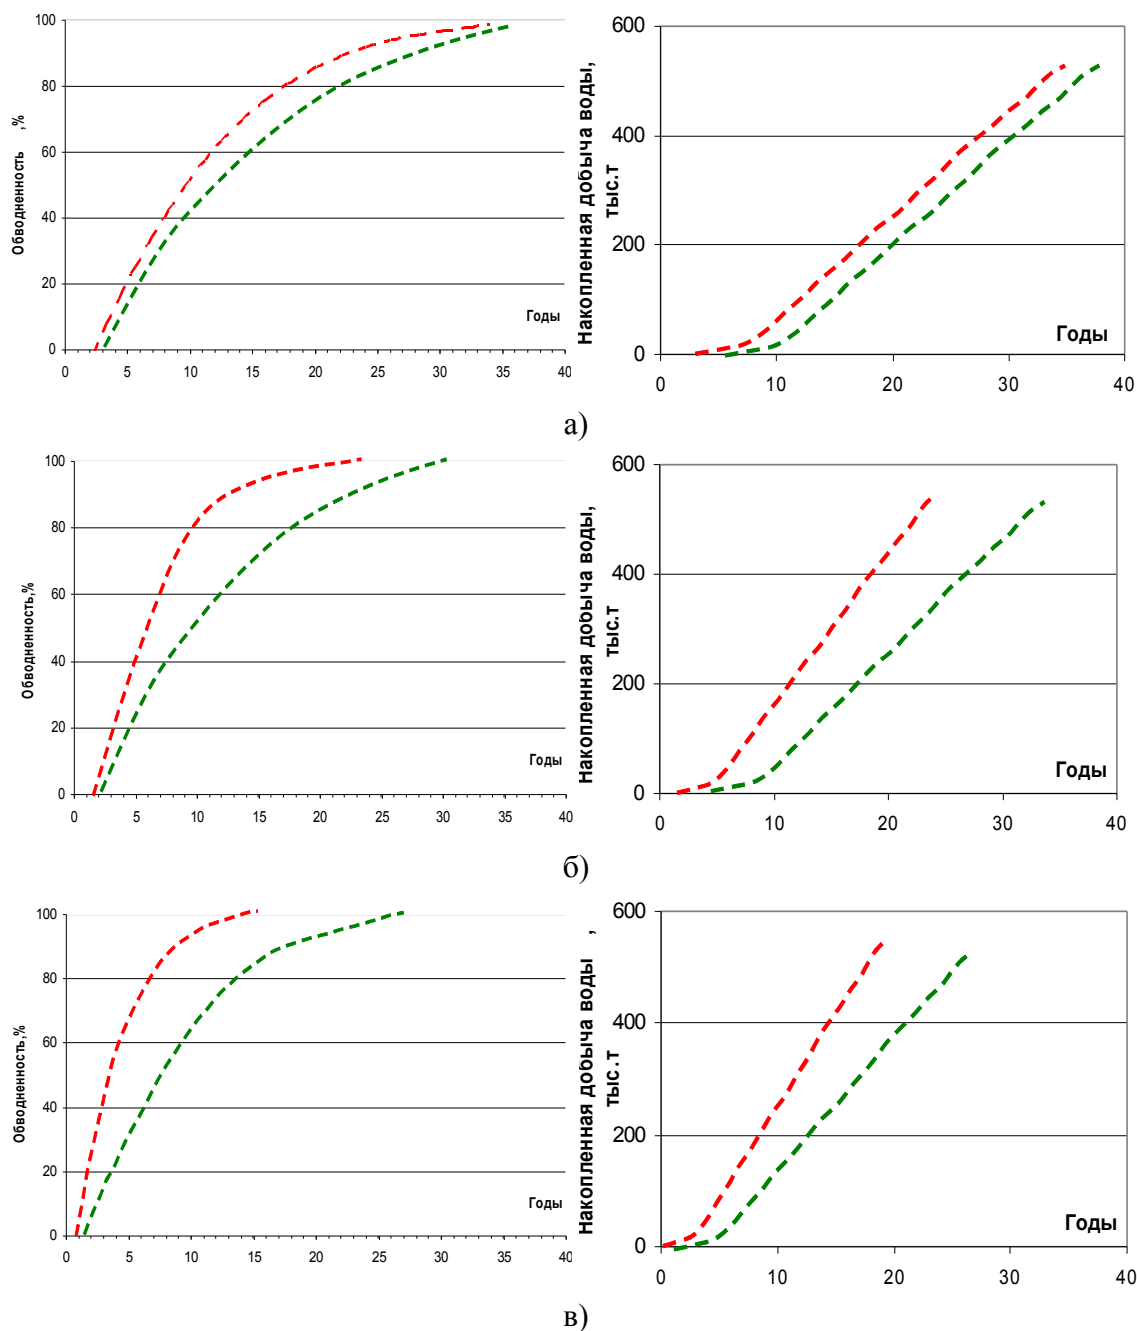 Обводненность ,%
100
80
60
40
20
0
Годы
0 5 10 15 20 25 30 35 40
Накопленная добыча воды,
тыс.т
600
400
200
0
Годы
0 10 20 30 40
а)
Обводненность,%
100
80
60
40
20
0
Годы
0 5 10 15 20 25 30 35 40
Накопленная добыча воды,
тыс.т
600
400
200
0
Годы
0 10 20 30 40
б)
Обводненность,%
100
80
60
40
20
0
Годы
0 5 10 15 20 25 30 35 40
Накопленная добыча воды ,
тыс.т
600
400
200
0
Годы
0 10 20 30 40
в)